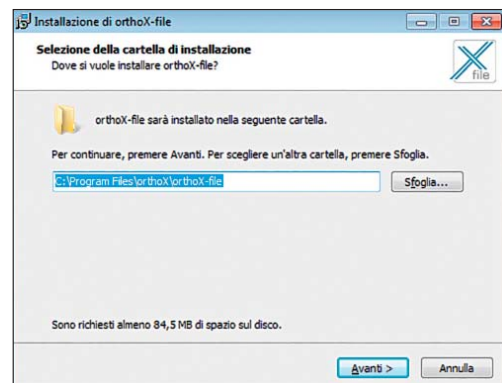 Installazione di orthoX-file
Selezione della cartella di installazione
Dove si vuole installare orthoX-file?
X
file
orthoX-file sarà installato nella seguente cartella.
Per continuare, premere Avanti. Per scegliere un'altra cartella, premere Sfoglia.
C:\Program Files\orthoX\orthoX-file
Sfoglia...
Sono richiesti almeno 84,5 MB di spazio sul disco.
Avanti >
Annulla